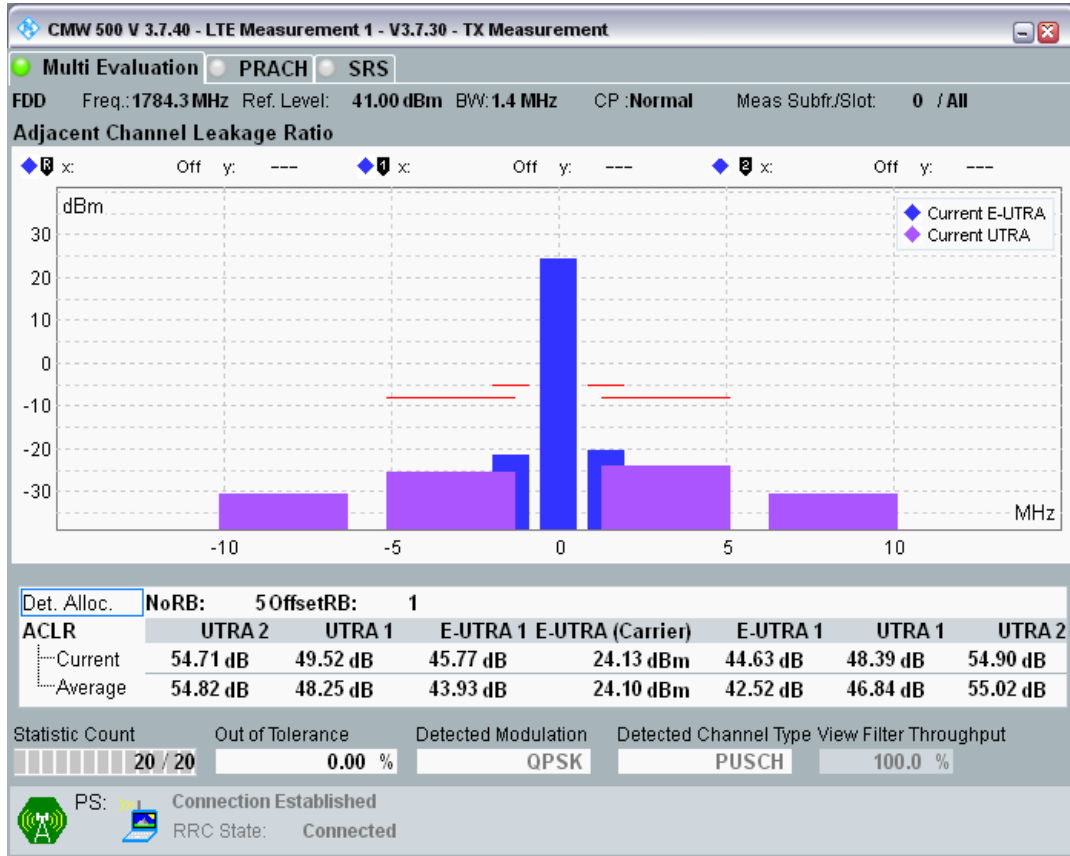 CMW 500 V 3.7.40 - LTE Measurement 1 - V3.7.30 - TX Measurement
Multi Evaluation PRACH SRS
FDD Freq.: 1784.3 MHz Ref. Level: 41.00 dBm BW: 1.4 MHz CP : Normal Meas Subfr./Slot: 0 / All
Adjacent Channel Leakage Ratio
R x: Off y: --- 1 x: Off y: --- 2 x: Off y: ---
dBm
Current E-UTRA
Current UTRA
30
20
10
0
-10
-20
-30
MHz
-10 -5 0 5 10
Det. Alloc. NoRB: 5 OffsetRB: 1
ACLR UTRA 2 UTRA 1 E-UTRA 1 E-UTRA (Carrier) E-UTRA 1 UTRA 1 UTRA 2
Current 54.71 dB 49.52 dB 45.77 dB 24.13 dBm 44.63 dB 48.39 dB 54.90 dB
Average 54.82 dB 48.25 dB 43.93 dB 24.10 dBm 42.52 dB 46.84 dB 55.02 dB
Statistic Count Out of Tolerance Detected Modulation Detected Channel Type View Filter Throughput
20 / 20 0.00 % QPSK PUSCH 100.0 %
PS: Connection Established
RRC State: Connected